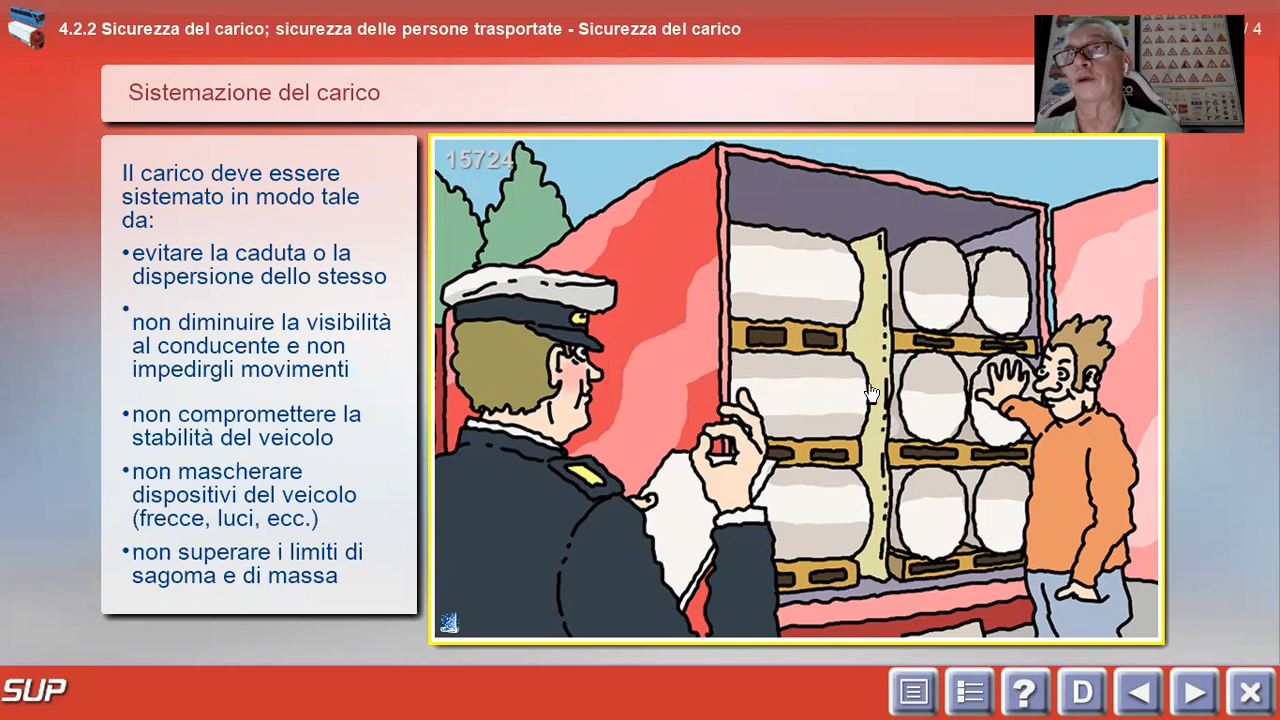 4.2.2 Sicurezza del carico; sicurezza delle persone trasportate - Sicurezza del carico
/ 4
Sistemazione del carico
Il carico deve essere
sistemato in modo tale
da:
•evitare la caduta o la
dispersione dello stesso
•
non diminuire la visibilità
al conducente e non
impedirgli movimenti
•non compromettere la
stabilità del veicolo
•non mascherare
dispositivi del veicolo
(frecce, luci, ecc.)
•non superare i limiti di
sagoma e di massa
15724
SUP
?
D